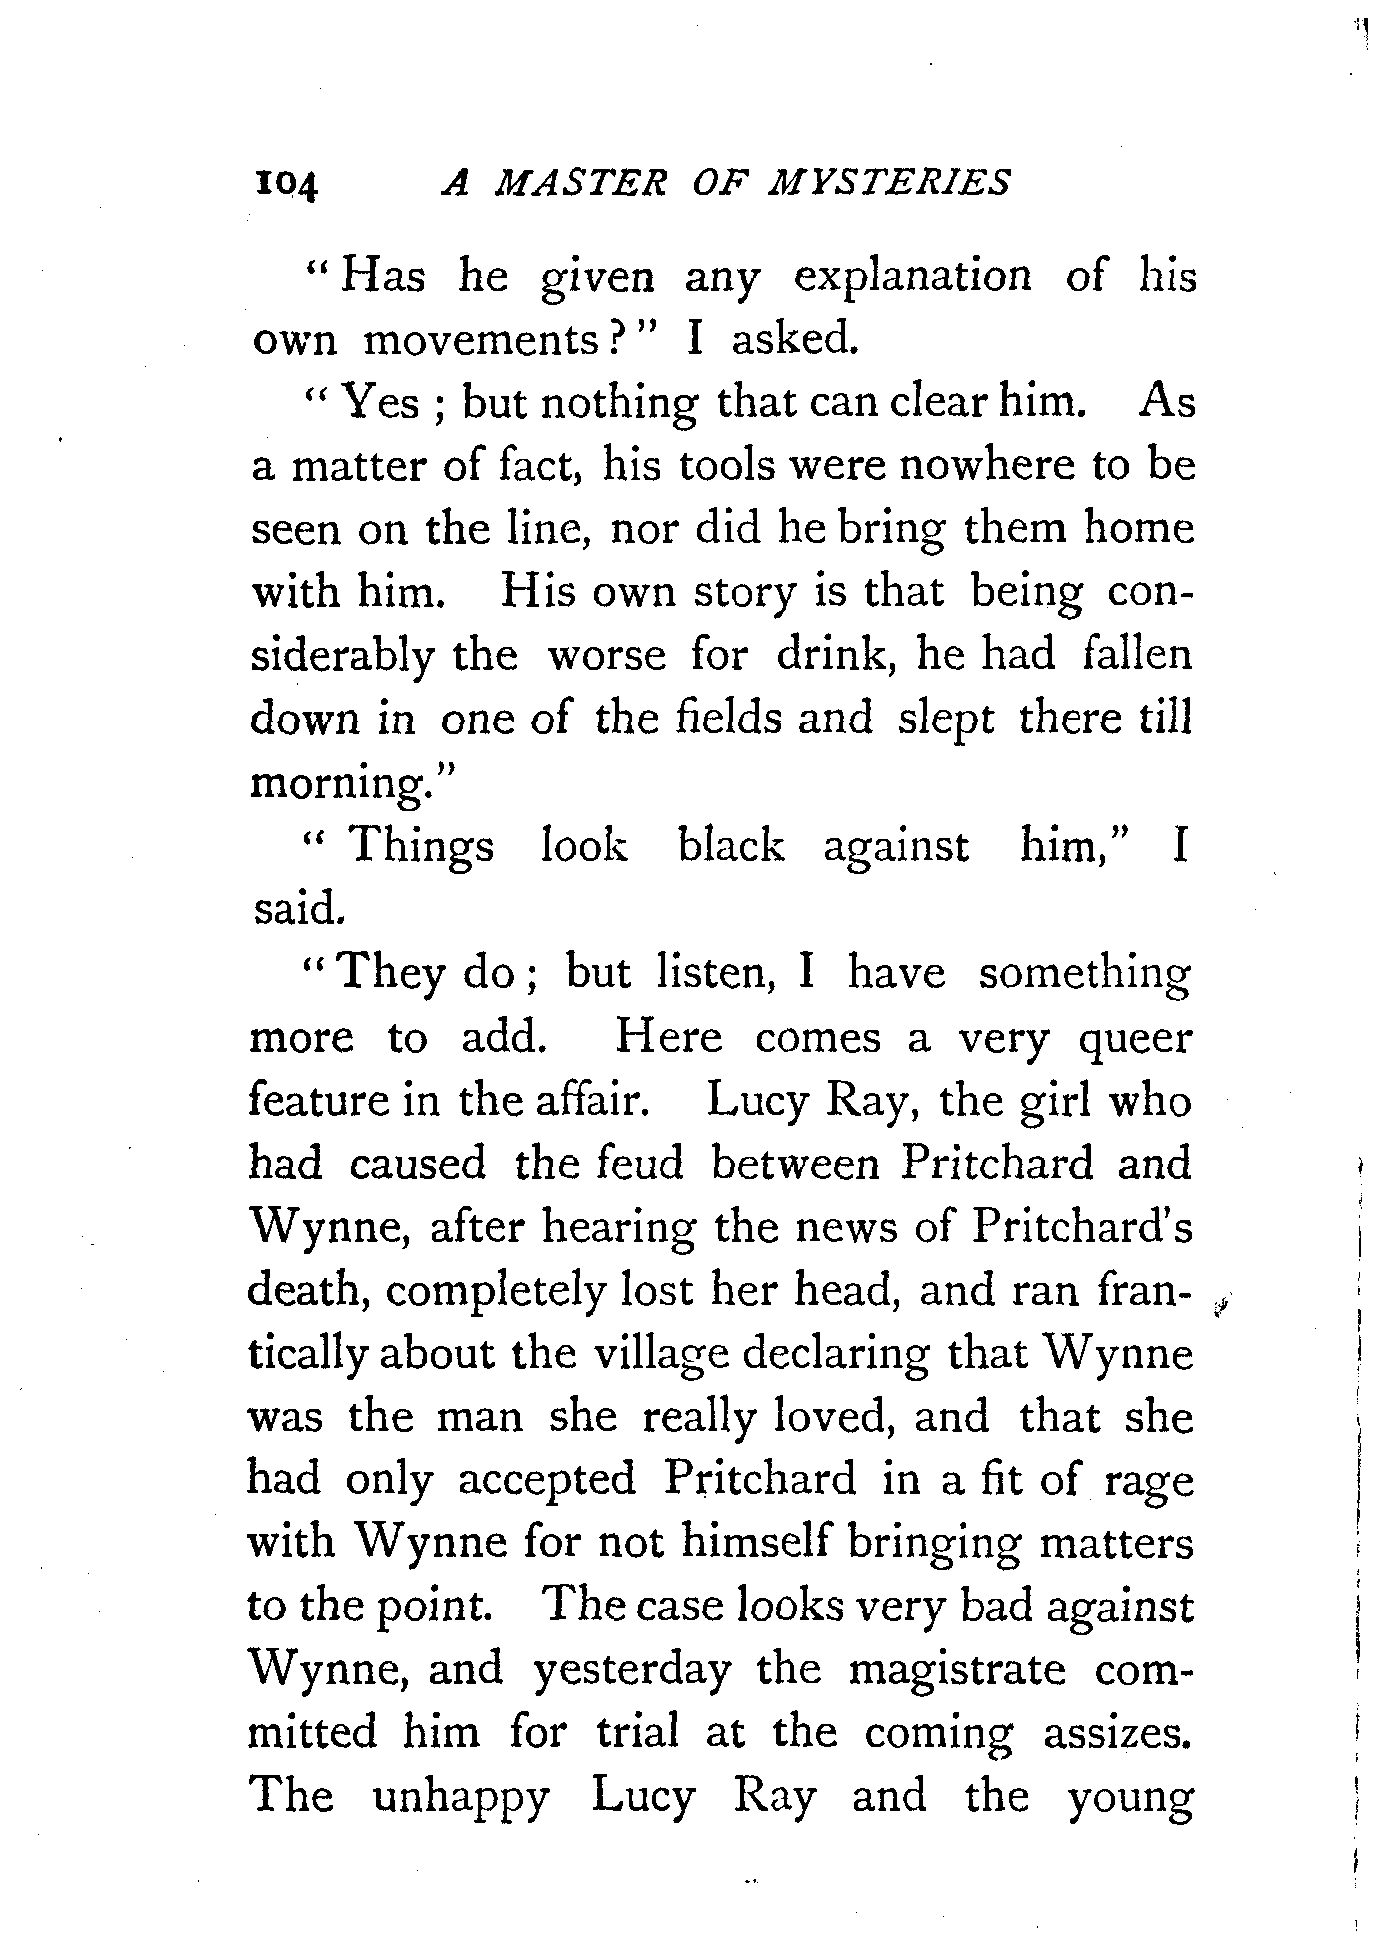 104 A MASTER OF MYSTERIES
“ Has he given any explanation of his
own movements ? ” I asked.
“ Yes ; but nothing that can clear him. As
a matter of fact, his tools were nowhere to be
seen on the line, nor did he bring them home
with him. His own story is that being con-
siderably the worse for drink, he had fallen
down in one of the fields and slept there till
morning.”
“ Things look black against him,” I
said.
“ They do ; but listen, I have something
more to add. Here comes a very queer
feature in the affair. Lucy Ray, the girl who
had caused the feud between Pritchard and
Wynne, after hearing the news of Pritchard’s
death, completely lost her head, and ran fran-
tically about the village declaring that Wynne
was the man she really loved, and that she
had only accepted Pritchard in a fit of rage
with Wynne for not himself bringing matters
to the point. The case looks very bad against
Wynne, and yesterday the magistrate com-
mitted him for trial at the coming assizes.
The unhappy Lucy Ray and the young